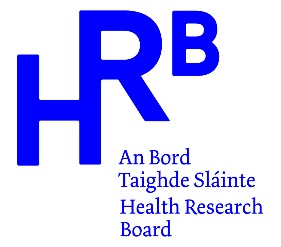 HRB
An Bord
Taighde Sláinte
Health Research
Board